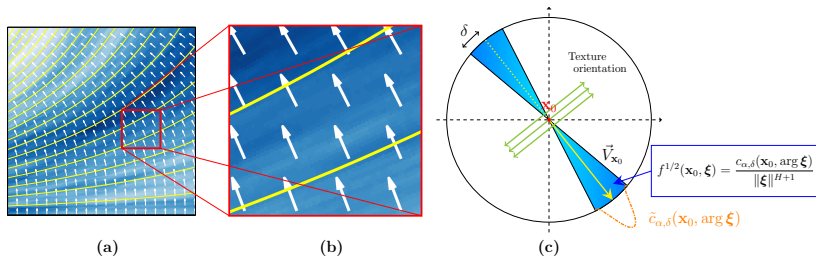 δ
Texture
orientation
x₀
V⃗ₓ₀
f^{1/2}(x₀, ξ) = c_{α,δ}(x₀, arg ξ) / ‖ξ‖^{H+1}
c̃_{α,δ}(x₀, arg ξ)
(a) (b) (c)